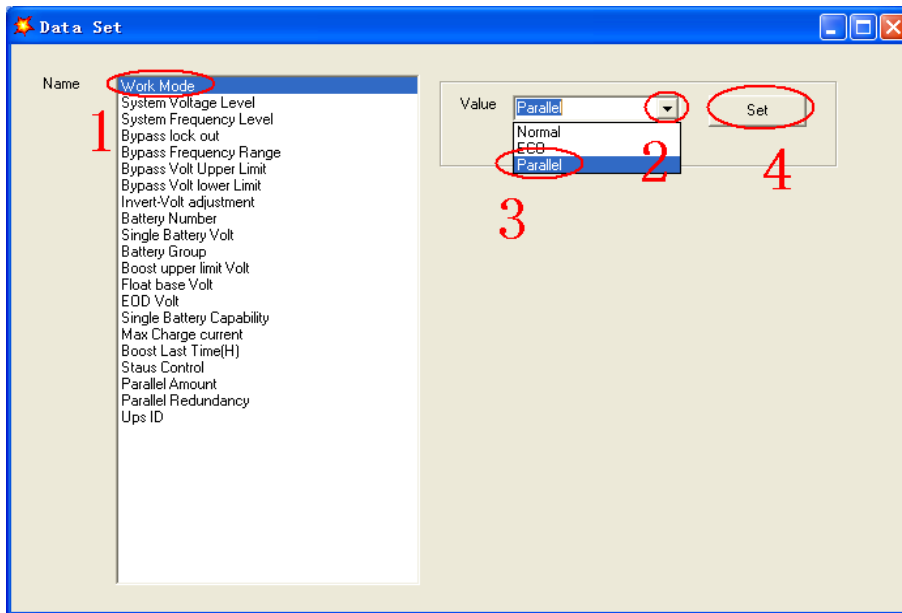 Data Set
Name
Work Mode
System Voltage Level
System Frequency Level
Bypass lock out
Bypass Frequency Range
Bypass Volt Upper Limit
Bypass Volt lower Limit
Invert-Volt adjustment
Battery Number
Single Battery Volt
Battery Group
Boost upper limit Volt
Float base Volt
EOD Volt
Single Battery Capability
Max Charge current
Boost Last Time(H)
Staus Control
Parallel Amount
Parallel Redundancy
Ups ID
1
Value
Parallel
Normal
ECO
Parallel
Set
2
3
4